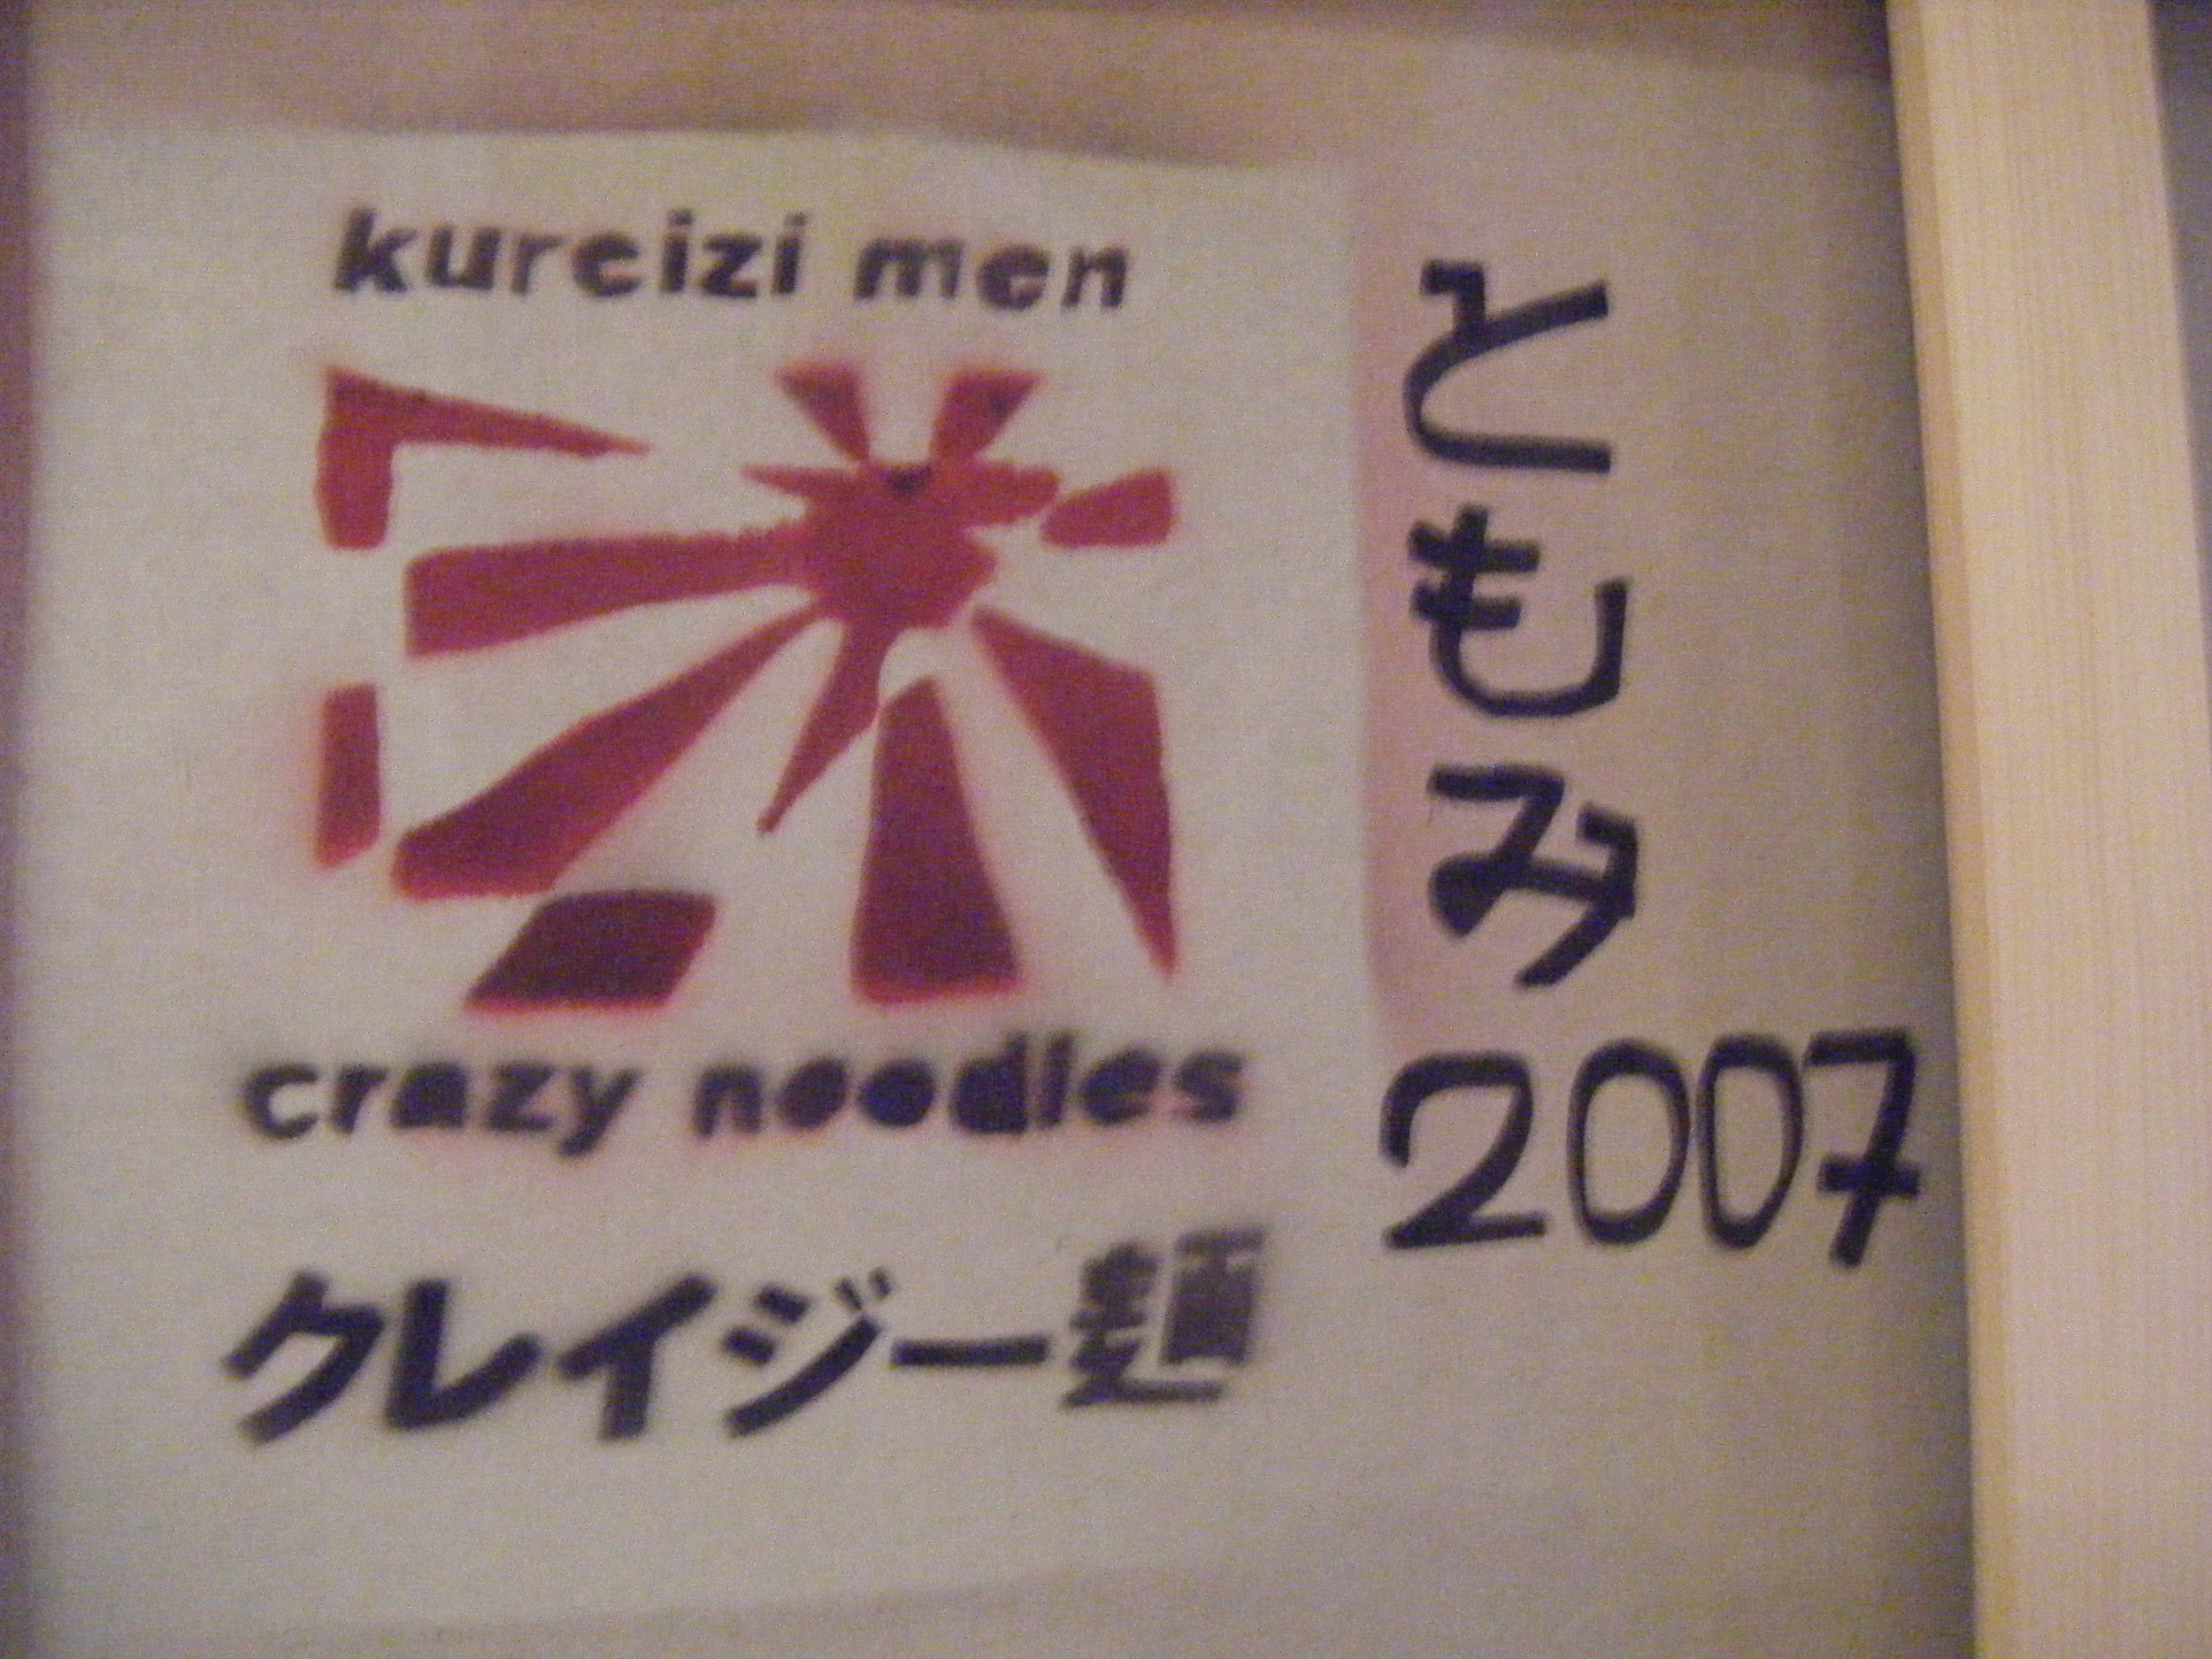 kureizi men
crazy noodles
クレイジー麺
ともみ
2007